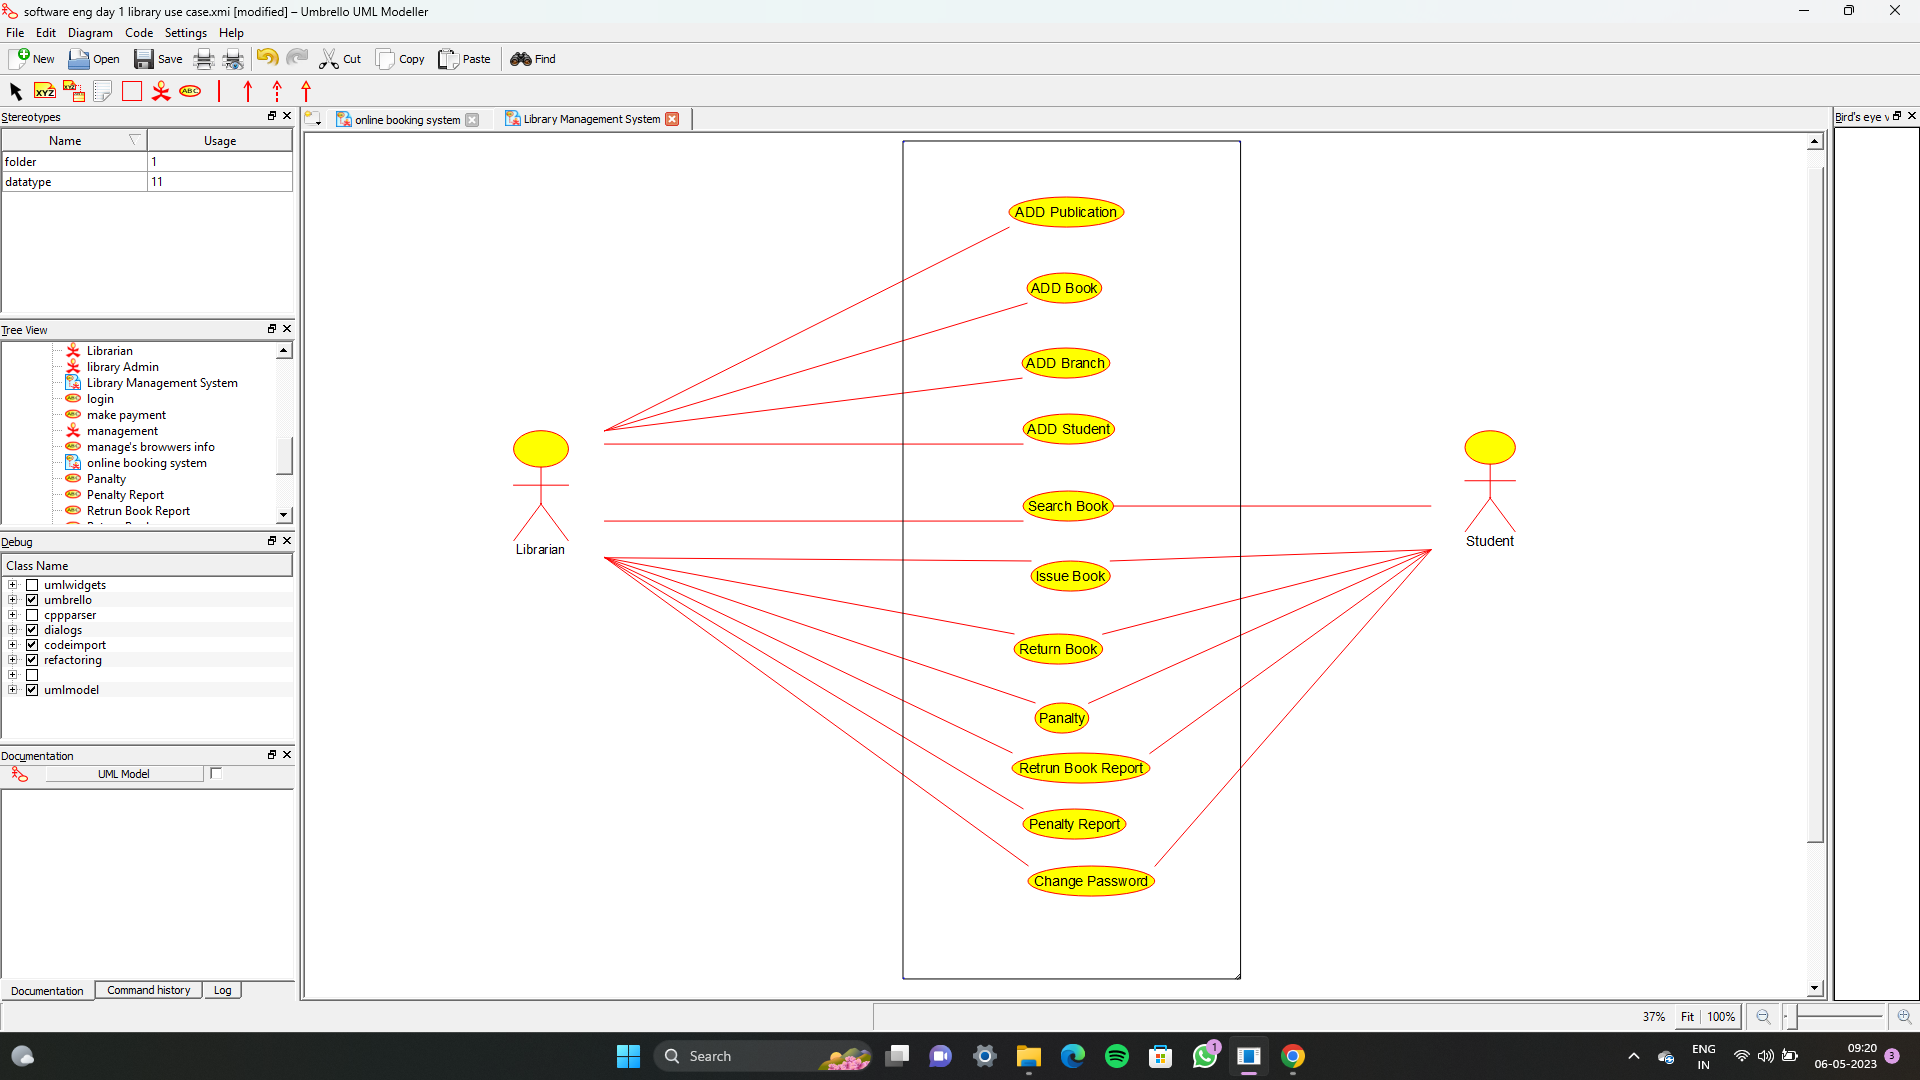 software eng day 1 library use case.xmi [modified] – Umbrello UML Modeller
File Edit Diagram Code Settings Help
New Open Save Cut Copy Paste Find
XYZ XYZ ABC
Stereotypes
Name Usage
folder 1
datatype 11
Tree View
Librarian
library Admin
Library Management System
login
make payment
management
manage's browwers info
online booking system
Panalty
Penalty Report
Retrun Book Report
Debug
Class Name
umlwidgets
umbrello
cppparser
dialogs
codeimport
refactoring
umlmodel
Documentation
UML Model
Documentation Command history Log
online booking system Library Management System
ADD Publication
ADD Book
ADD Branch
ADD Student
Search Book
Issue Book
Return Book
Panalty
Retrun Book Report
Penalty Report
Change Password
Librarian
Student
Bird's eye v
37% Fit 100%
Search
1
ENG
IN
09:20
06-05-2023
3